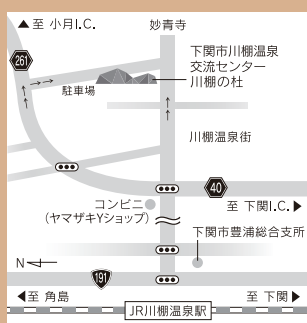 ▲至 小月I.C.
妙青寺
261
下関市川棚温泉
交流センター
川棚の杜
駐車場
川棚温泉街
40
コンビニ
(ヤマザキYショップ)
至 下関I.C.▶
下関市豊浦総合支所
N
191
◀至 角島
至 下関▶
JR川棚温泉駅